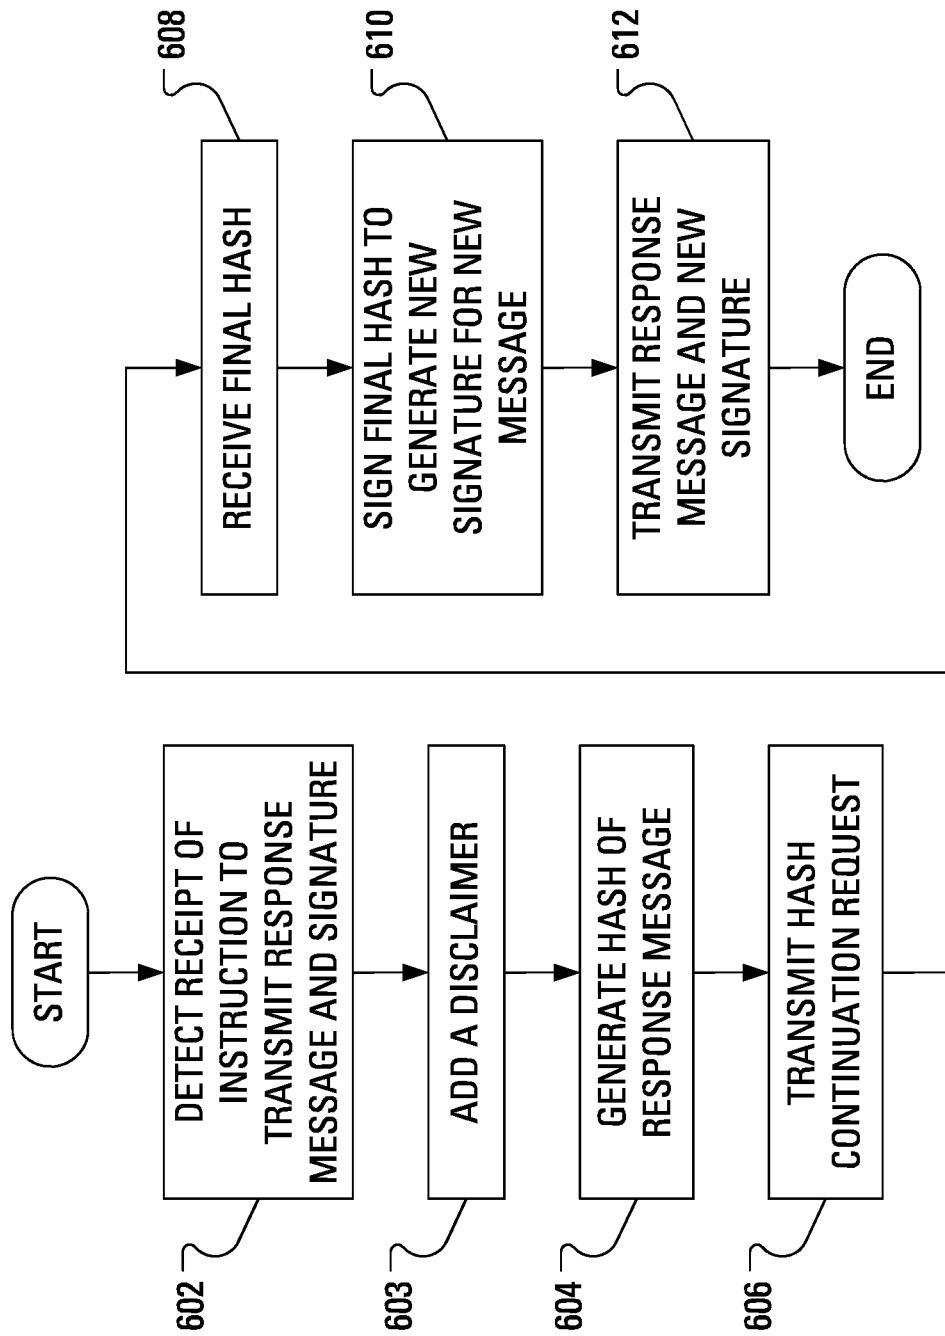 START
DETECT RECEIPT OF
INSTRUCTION TO
TRANSMIT RESPONSE
MESSAGE AND SIGNATURE
602
ADD A DISCLAIMER
603
GENERATE HASH OF
RESPONSE MESSAGE
604
TRANSMIT HASH
CONTINUATION REQUEST
606
RECEIVE FINAL HASH
608
SIGN FINAL HASH TO
GENERATE NEW
SIGNATURE FOR NEW
MESSAGE
610
TRANSMIT RESPONSE
MESSAGE AND NEW
SIGNATURE
612
END